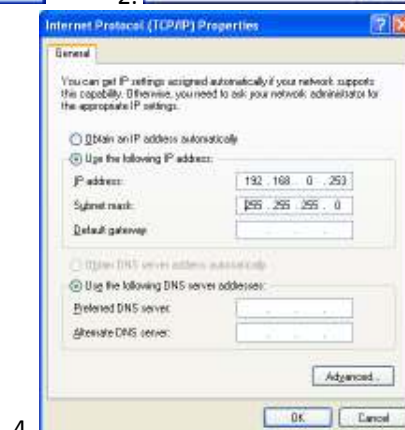 2.
Internet Protocol (TCP/IP) Properties
General
You can get IP settings assigned automatically if your network supports
this capability. Otherwise, you need to ask your network administrator for
the appropriate IP settings.
Obtain an IP address automatically
Use the following IP address:
IP address: 192 . 168 . 0 . 253
Subnet mask: 255 . 255 . 255 . 0
Default gateway: . . .
Obtain DNS server address automatically
Use the following DNS server addresses:
Preferred DNS server: . . .
Alternate DNS server: . . .
Advanced...
OK Cancel
4.